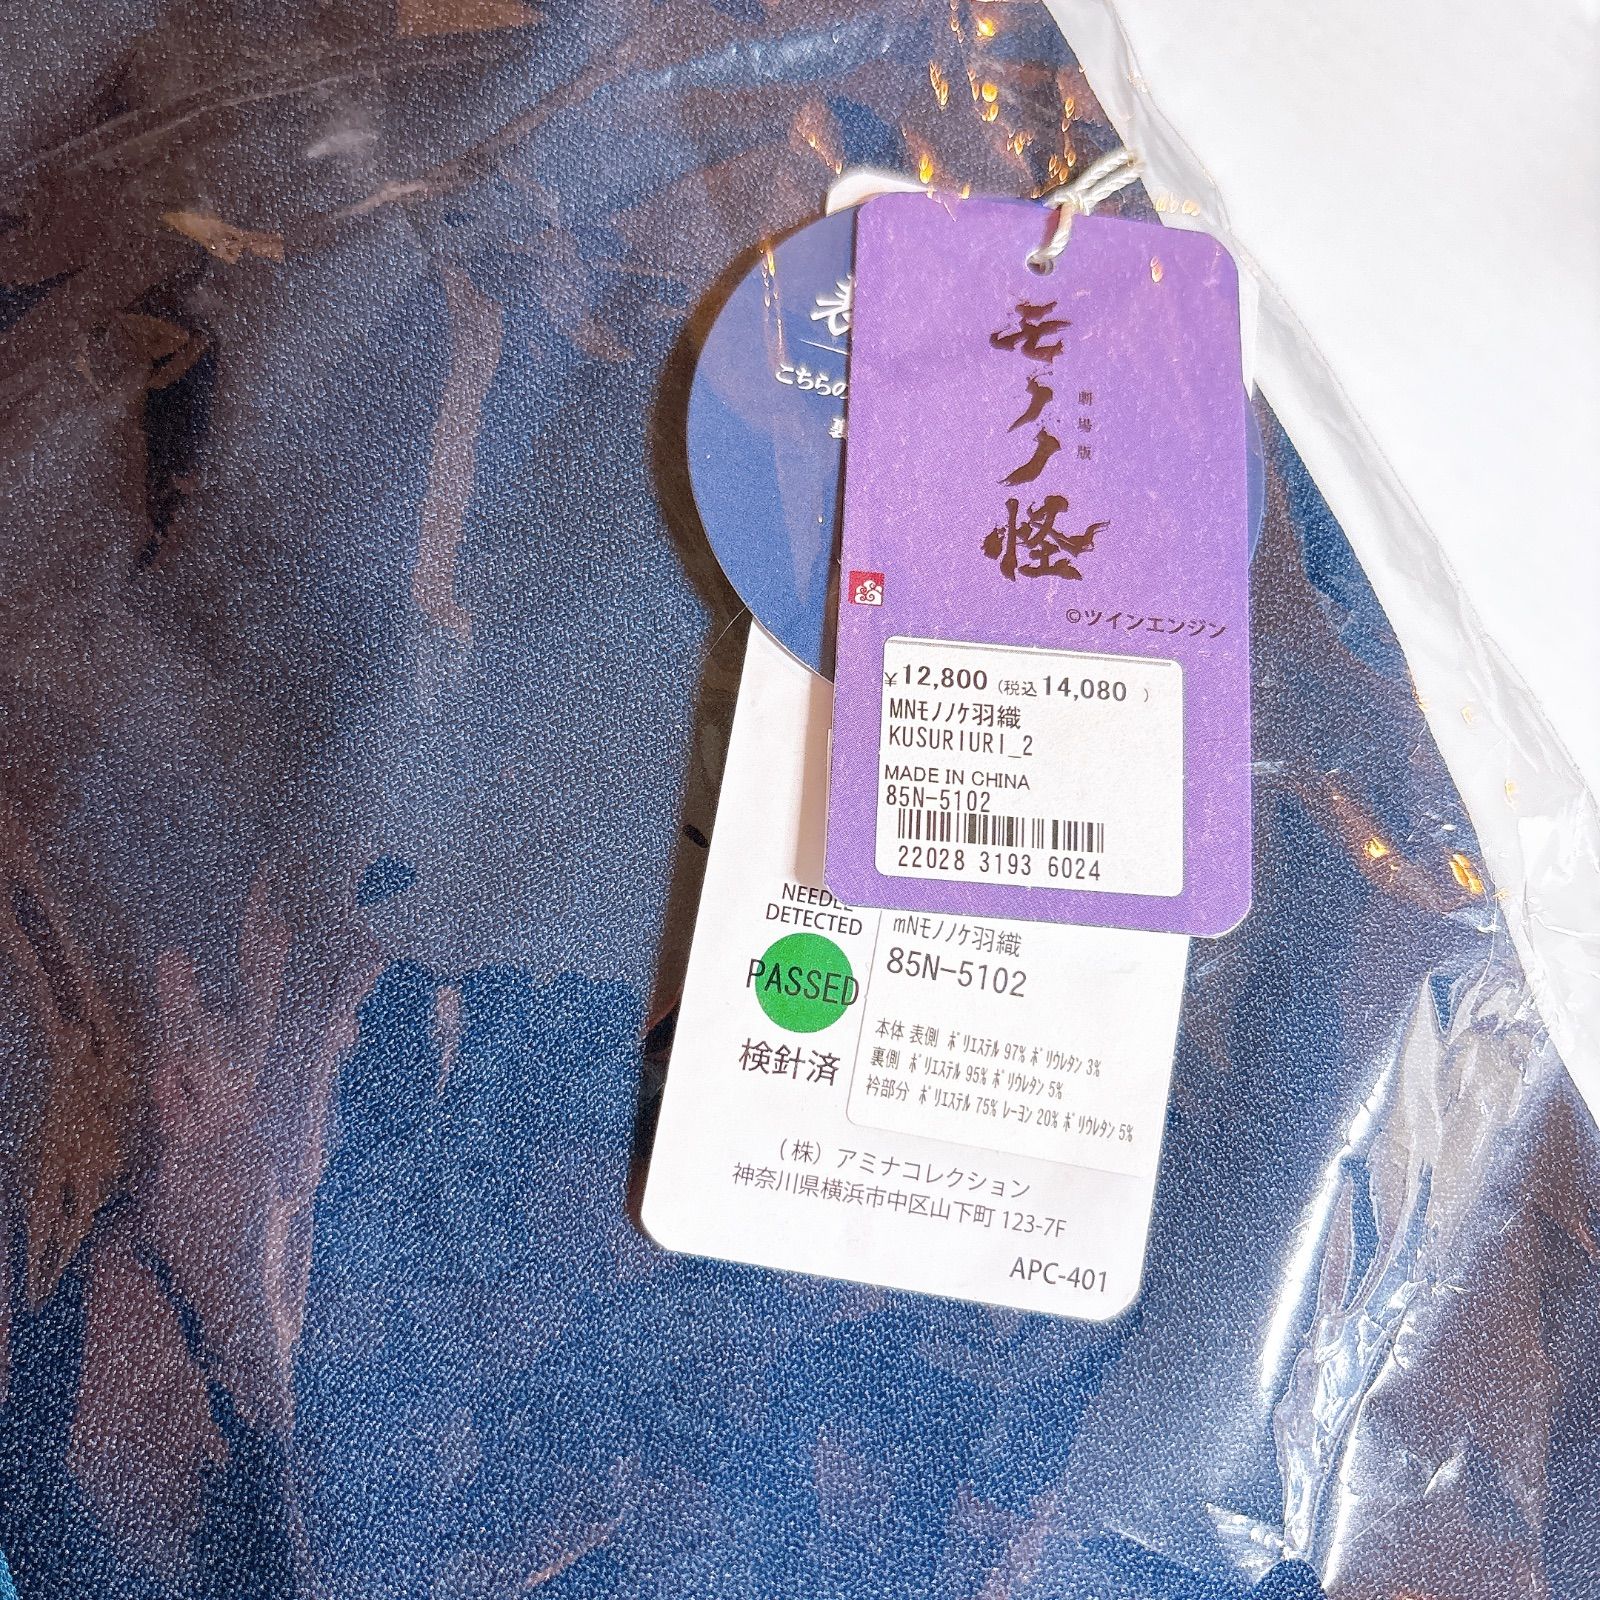 こちらの
モノノ怪
劇場版
©ツインエンジン
¥12,800 (税込14,080 )
MNモノノケ羽織
KUSURIURI_2
MADE IN CHINA
85N-5102
22028 3193 6024
NEEDLE
DETECTED
PASSED
検針済
mNモノノケ羽織
85N-5102
本体 表側 ポリエステル 97% ポリウレタン 3%
裏側 ポリエステル 95% ポリウレタン 5%
衿部分 ポリエステル 75% レーヨン 20% ポリウレタン 5%
(株) アミナコレクション
神奈川県横浜市中区山下町 123-7F
APC-401